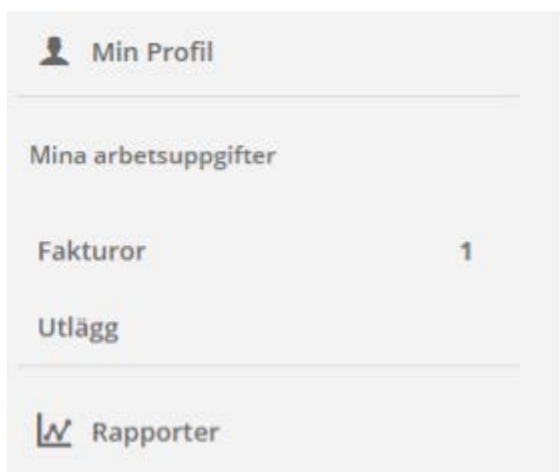 Min Profil
Mina arbetsuppgifter
Fakturor 1
Utlägg
Rapporter